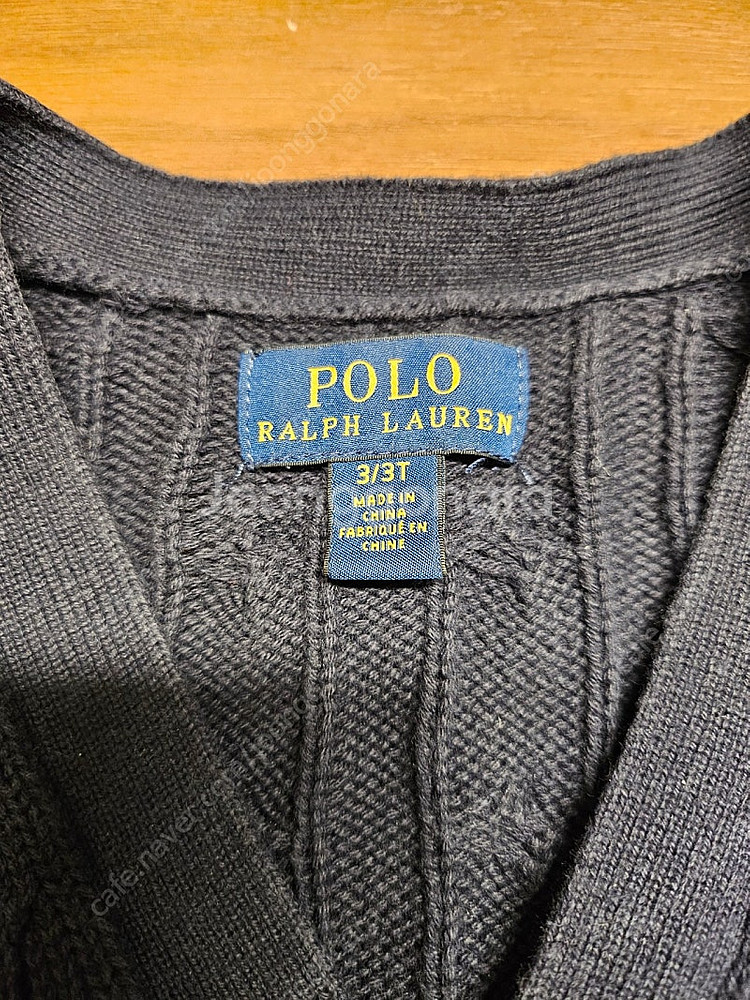 POLO
RALPH LAUREN
3/3T
MADE IN
CHINA
FABRIQUÉ EN
CHINE